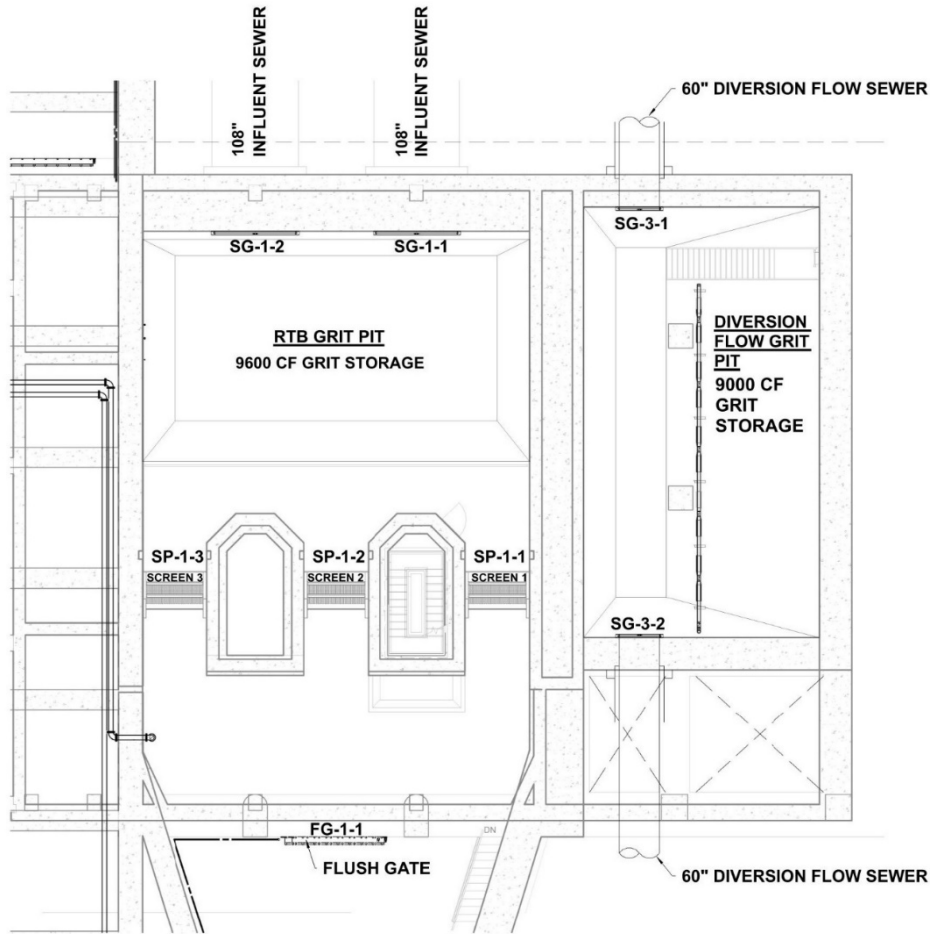 108"
INFLUENT SEWER
108"
INFLUENT SEWER
60" DIVERSION FLOW SEWER
SG-1-2
SG-1-1
SG-3-1
RTB GRIT PIT
9600 CF GRIT STORAGE
DIVERSION
FLOW GRIT
PIT
9000 CF
GRIT
STORAGE
SP-1-3
SP-1-2
SP-1-1
SCREEN 3
SCREEN 2
SCREEN 1
SG-3-2
FG-1-1
DN
FLUSH GATE
60" DIVERSION FLOW SEWER